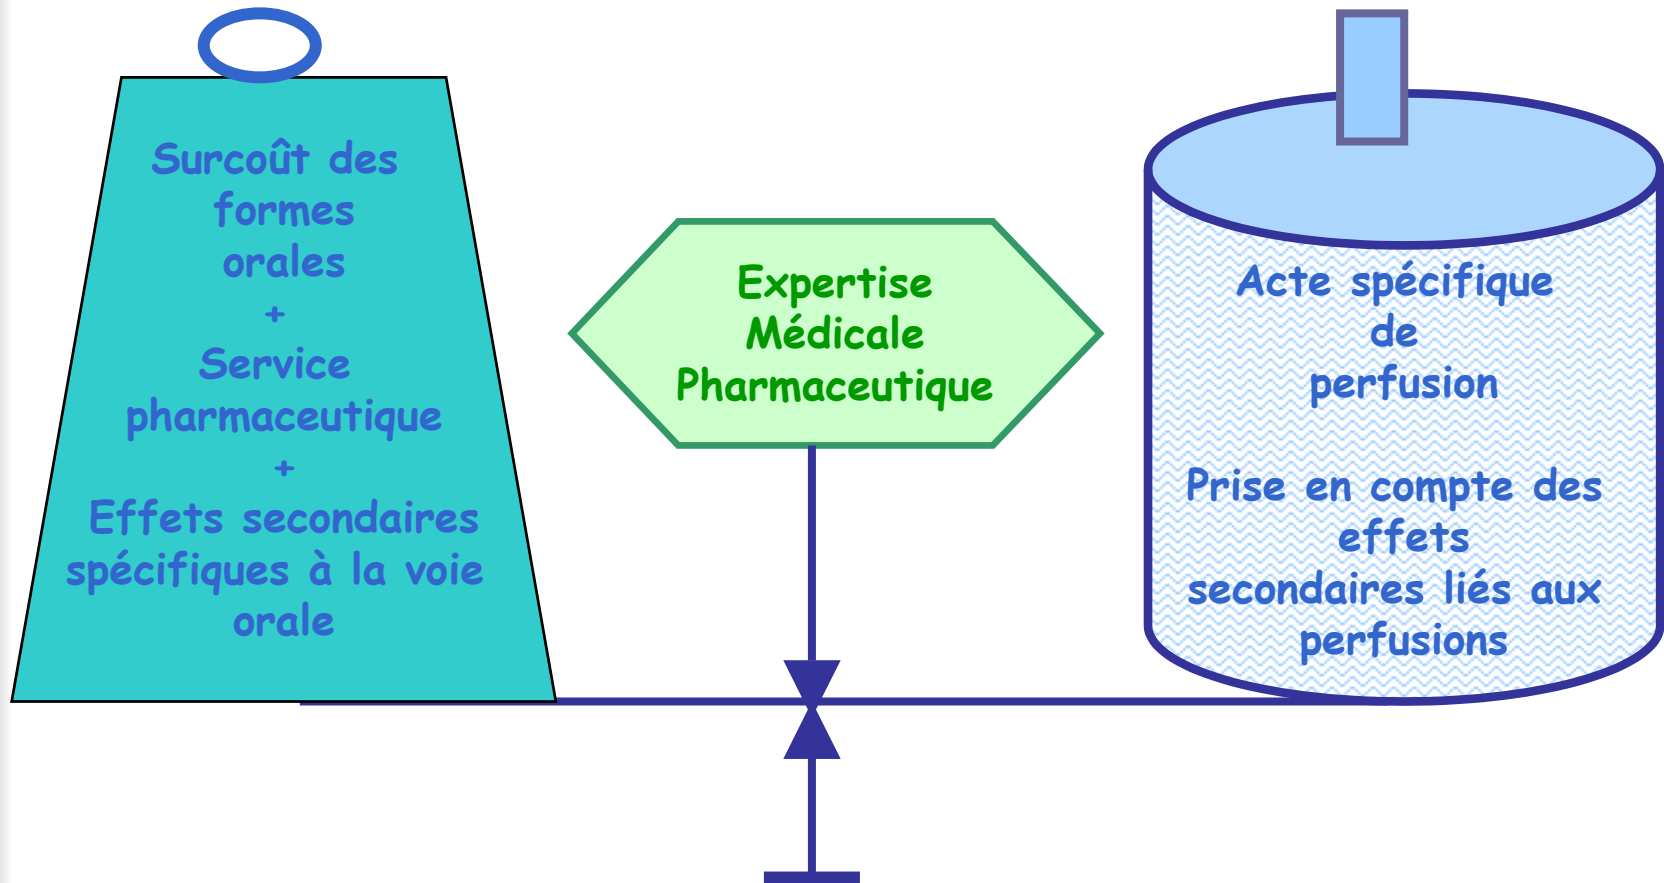 Surcoût des
formes
orales
+
Service
pharmaceutique
+
Effets secondaires
spécifiques à la voie
orale
Expertise
Médicale
Pharmaceutique
Acte spécifique
de
perfusion
Prise en compte des
effets
secondaires liés aux
perfusions